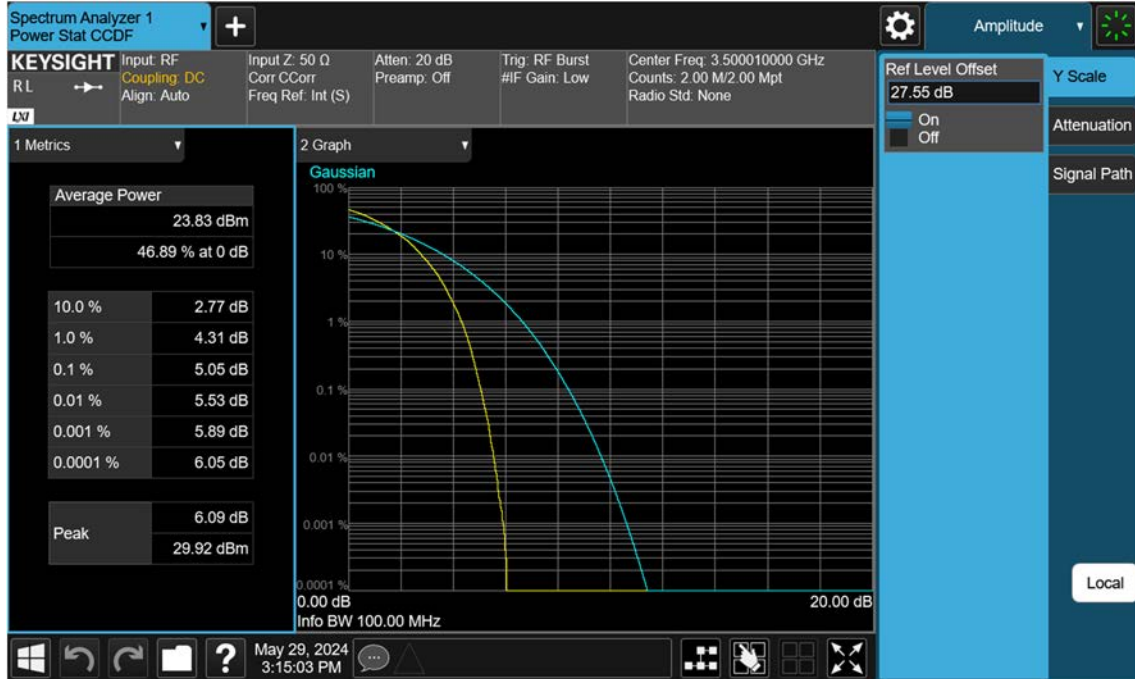 Spectrum Analyzer 1
Power Stat CCDF
+
Amplitude
KEYSIGHT
R L
LXI
Input: RF
Coupling: DC
Align: Auto
Input Z: 50 Ω
Corr CCorr
Freq Ref: Int (S)
Atten: 20 dB
Preamp: Off
Trig: RF Burst
#IF Gain: Low
Center Freq: 3.500010000 GHz
Counts: 2.00 M/2.00 Mpt
Radio Std: None
Ref Level Offset
27.55 dB
On
Off
Y Scale
Attenuation
Signal Path
Local
1 Metrics
Average Power
23.83 dBm
46.89 % at 0 dB
10.0 % 2.77 dB
1.0 % 4.31 dB
0.1 % 5.05 dB
0.01 % 5.53 dB
0.001 % 5.89 dB
0.0001 % 6.05 dB
Peak
6.09 dB
29.92 dBm
2 Graph
Gaussian
100 %
10 %
1 %
0.1 %
0.01 %
0.001 %
0.0001 %
0.00 dB 20.00 dB
Info BW 100.00 MHz
?
May 29, 2024
3:15:03 PM